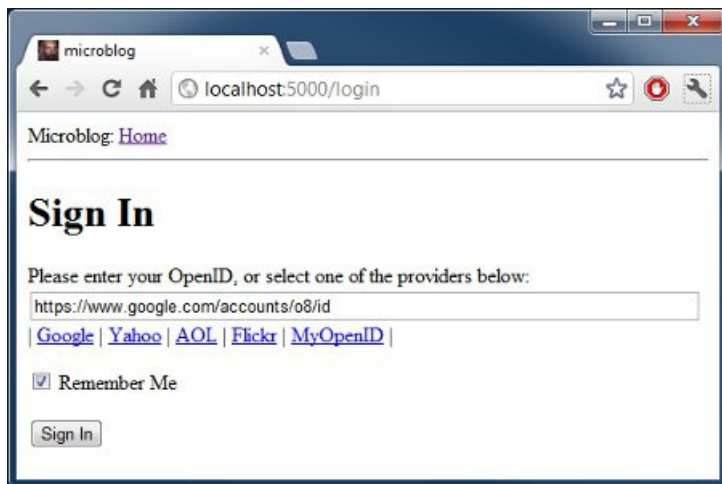 microblog
localhost:5000/login
Microblog: Home
Sign In
Please enter your OpenID, or select one of the providers below:
https://www.google.com/accounts/o8/id
| Google | Yahoo | AOL | Flickr | MyOpenID |
Remember Me
Sign In